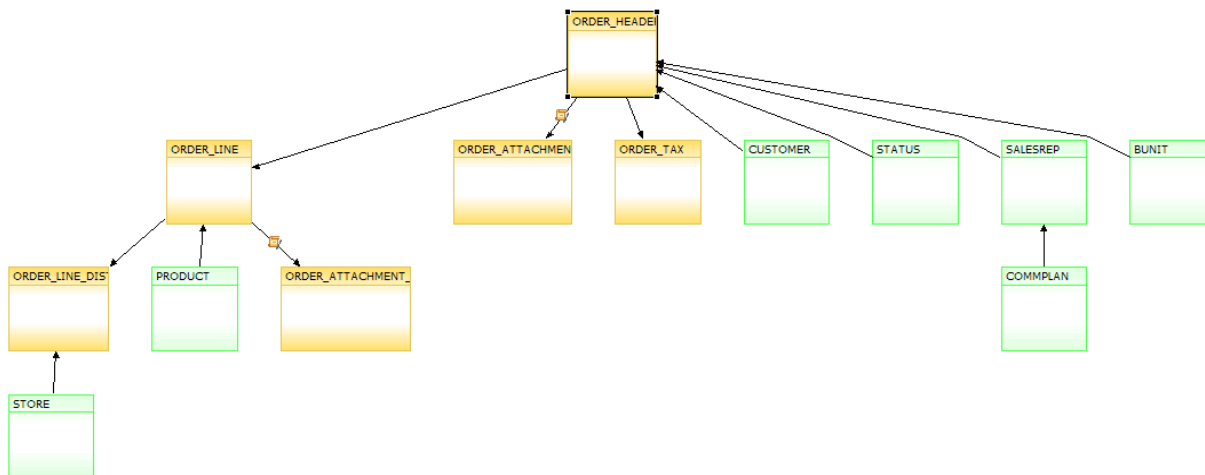 ORDER_HEADE
ORDER_LINE
ORDER_ATTACHMEN
ORDER_TAX
CUSTOMER
STATUS
SALESREP
BUNIT
ORDER_LINE_DIS
PRODUCT
ORDER_ATTACHMENT_
COMMPLAN
STORE